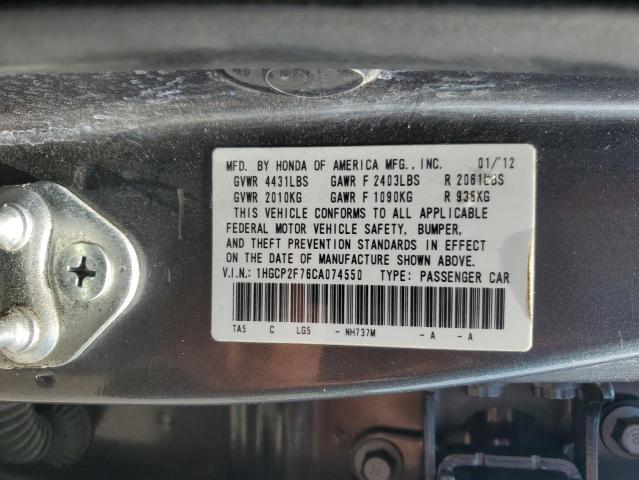 MFD. BY HONDA OF AMERICA MFG., INC. 01/'12
GVWR 4431LBS GAWR F 2403LBS R 2061LBS
GVWR 2010KG GAWR F 1090KG R 935KG
THIS VEHICLE CONFORMS TO ALL APPLICABLE
FEDERAL MOTOR VEHICLE SAFETY, BUMPER,
AND THEFT PREVENTION STANDARDS IN EFFECT
ON THE DATE OF MANUFACTURE SHOWN ABOVE.
V.I.N.: 1HGCP2F76CA074550 TYPE: PASSENGER CAR
TA5 C LG5 - NH737M - A - A